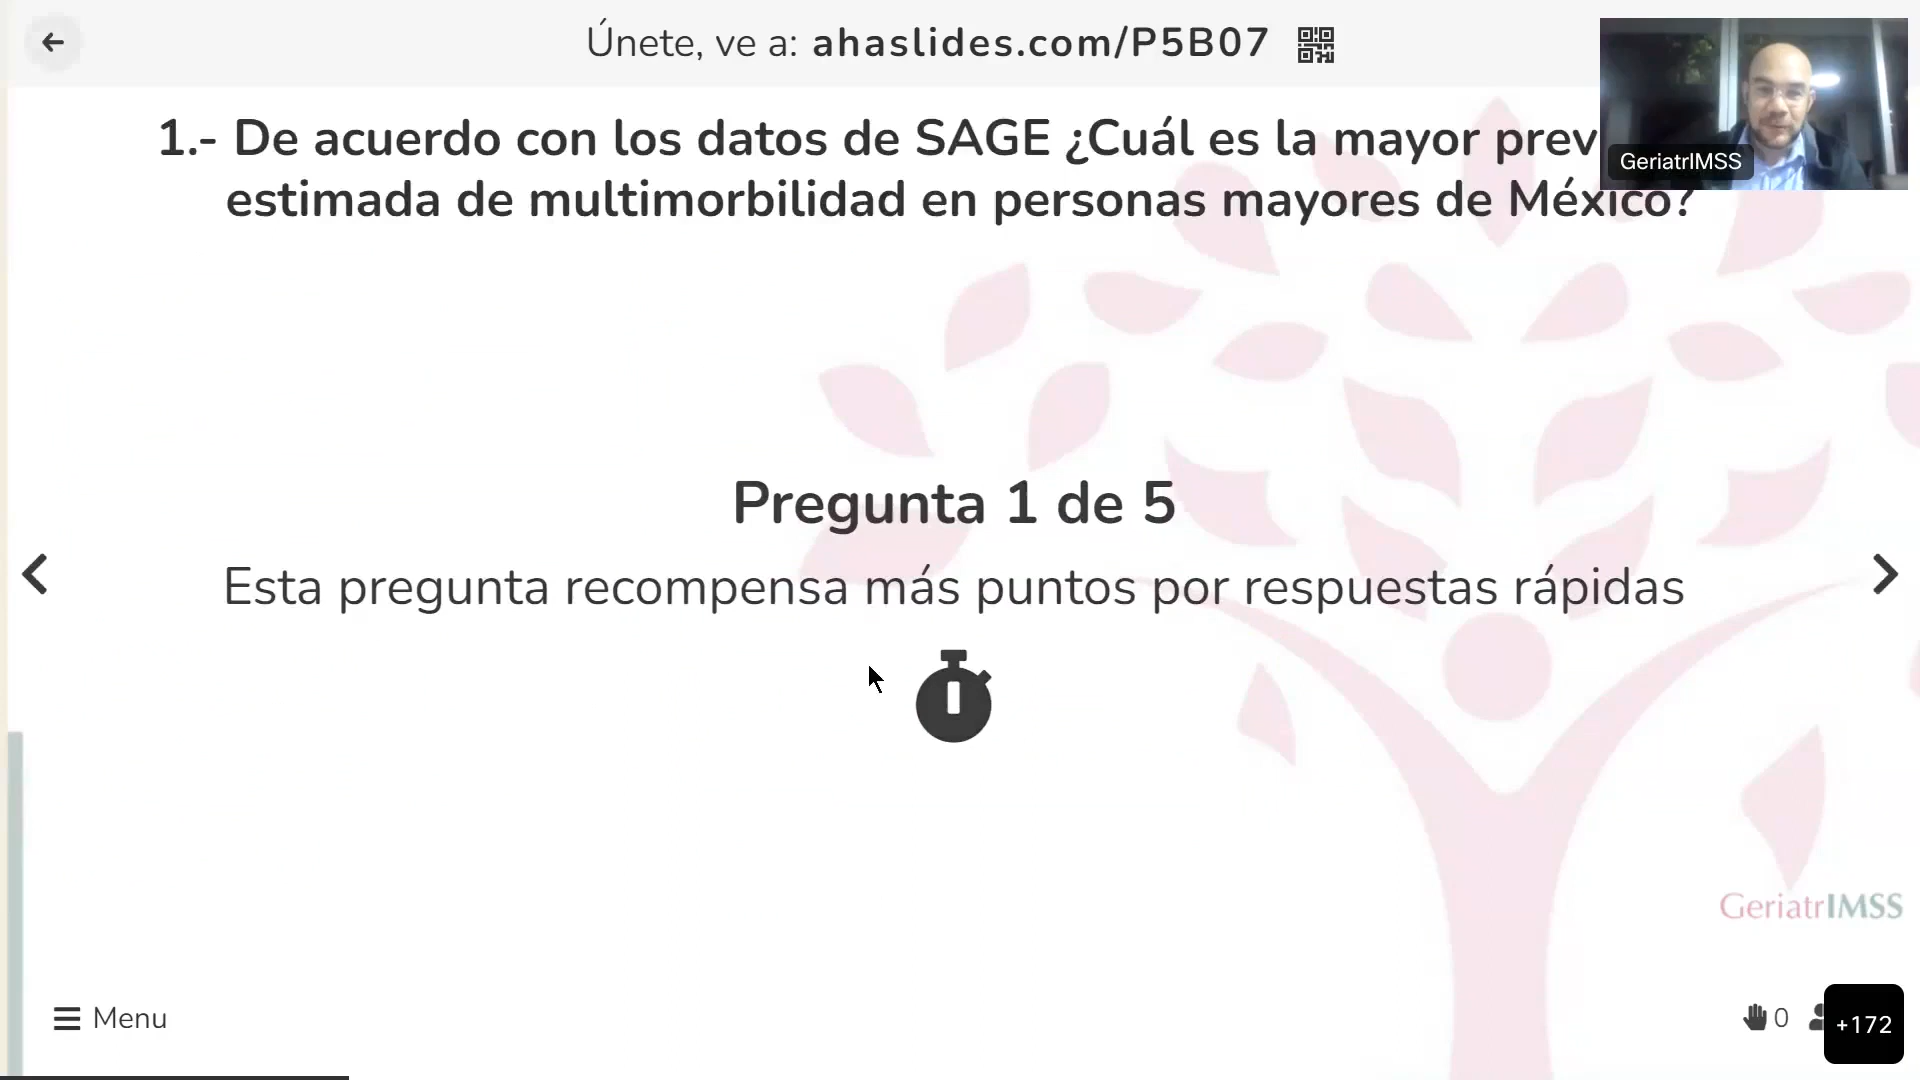 Únete, ve a: ahaslides.com/P5B07
1.- De acuerdo con los datos de SAGE ¿Cuál es la mayor
estimada de multimorbilidad en personas mayores de México?
GeriatrIMSS
Pregunta 1 de 5
Esta pregunta recompensa más puntos por respuestas rápidas
GeriatrIMSS
Menu
0
+172